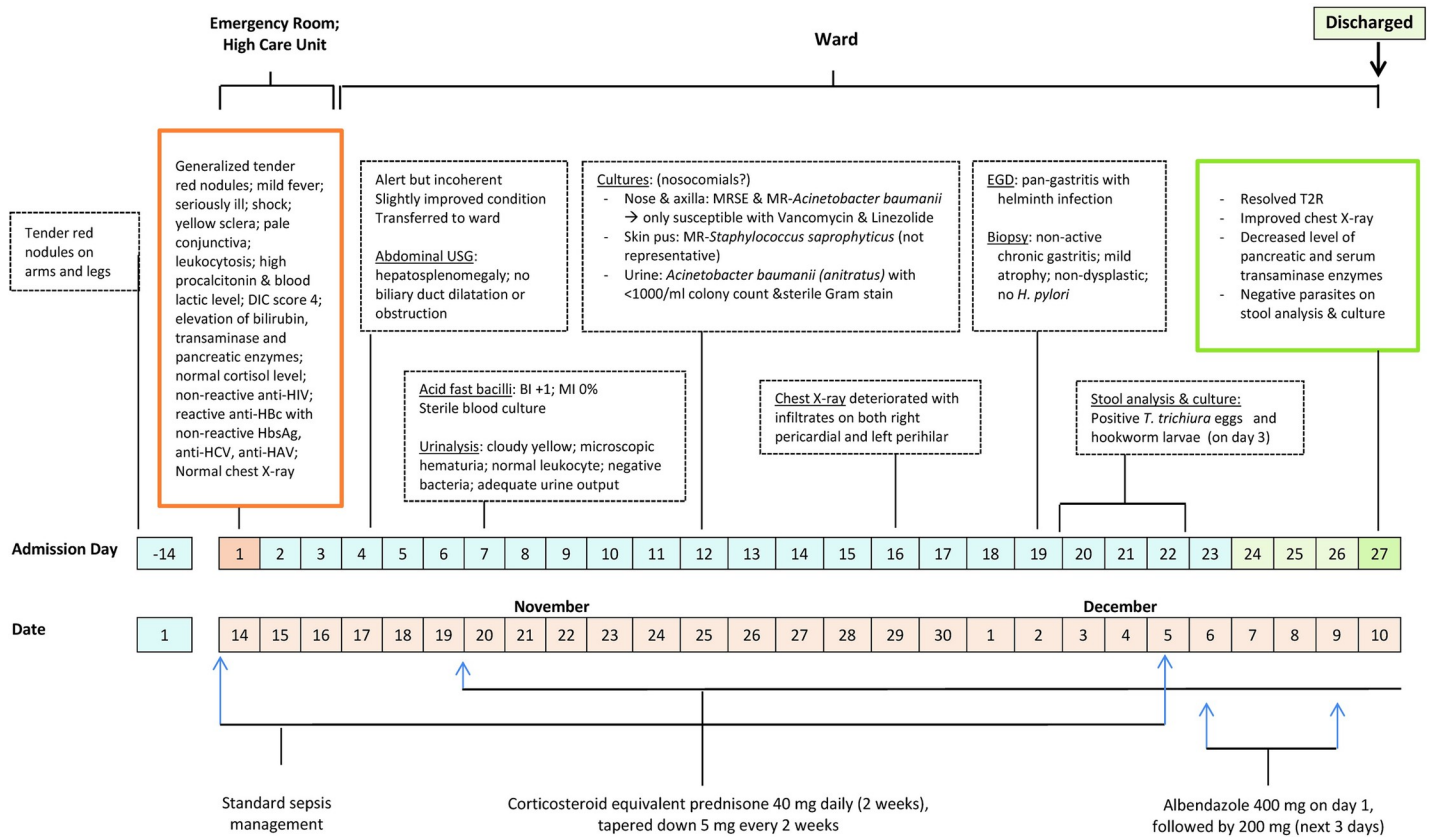 Emergency Room;
High Care Unit
Ward
Discharged
Tender red
nodules on
arms and legs
Generalized tender
red nodules; mild fever;
seriously ill; shock;
yellow sclera; pale
conjunctiva;
leukocytosis; high
procalcitonin & blood
lactic level; DIC score 4;
elevation of bilirubin,
transaminase and
pancreatic enzymes;
normal cortisol level;
non-reactive anti-HIV;
reactive anti-HBc with
non-reactive HbsAg,
anti-HCV, anti-HAV;
Normal chest X-ray
Alert but incoherent
Slightly improved condition
Transferred to ward
Abdominal USG:
hepatosplenomegaly; no
biliary duct dilatation or
obstruction
Acid fast bacilli: BI +1; MI 0%
Sterile blood culture
Urinalysis: cloudy yellow; microscopic
hematuria; normal leukocyte; negative
bacteria; adequate urine output
Cultures: (nosocomials?)
- Nose & axilla: MRSE & MR-Acinetobacter baumanii
→ only susceptible with Vancomycin & Linezolide
- Skin pus: MR-Staphylococcus saprophyticus (not
representative)
- Urine: Acinetobacter baumanii (anitratus) with
<1000/ml colony count &sterile Gram stain
Chest X-ray deteriorated with
infiltrates on both right
pericardial and left perihilar
EGD: pan-gastritis with
helminth infection
Biopsy: non-active
chronic gastritis; mild
atrophy; non-dysplastic;
no H. pylori
Stool analysis & culture:
Positive T. trichiura eggs and
hookworm larvae (on day 3)
- Resolved T2R
- Improved chest X-ray
- Decreased level of
pancreatic and serum
transaminase enzymes
- Negative parasites on
stool analysis & culture
Admission Day -14 1 2 3 4 5 6 7 8 9 10 11 12 13 14 15 16 17 18 19 20 21 22 23 24 25 26 27
November December
Date 1 14 15 16 17 18 19 20 21 22 23 24 25 26 27 28 29 30 1 2 3 4 5 6 7 8 9 10
Standard sepsis
management
Corticosteroid equivalent prednisone 40 mg daily (2 weeks),
tapered down 5 mg every 2 weeks
Albendazole 400 mg on day 1,
followed by 200 mg (next 3 days)